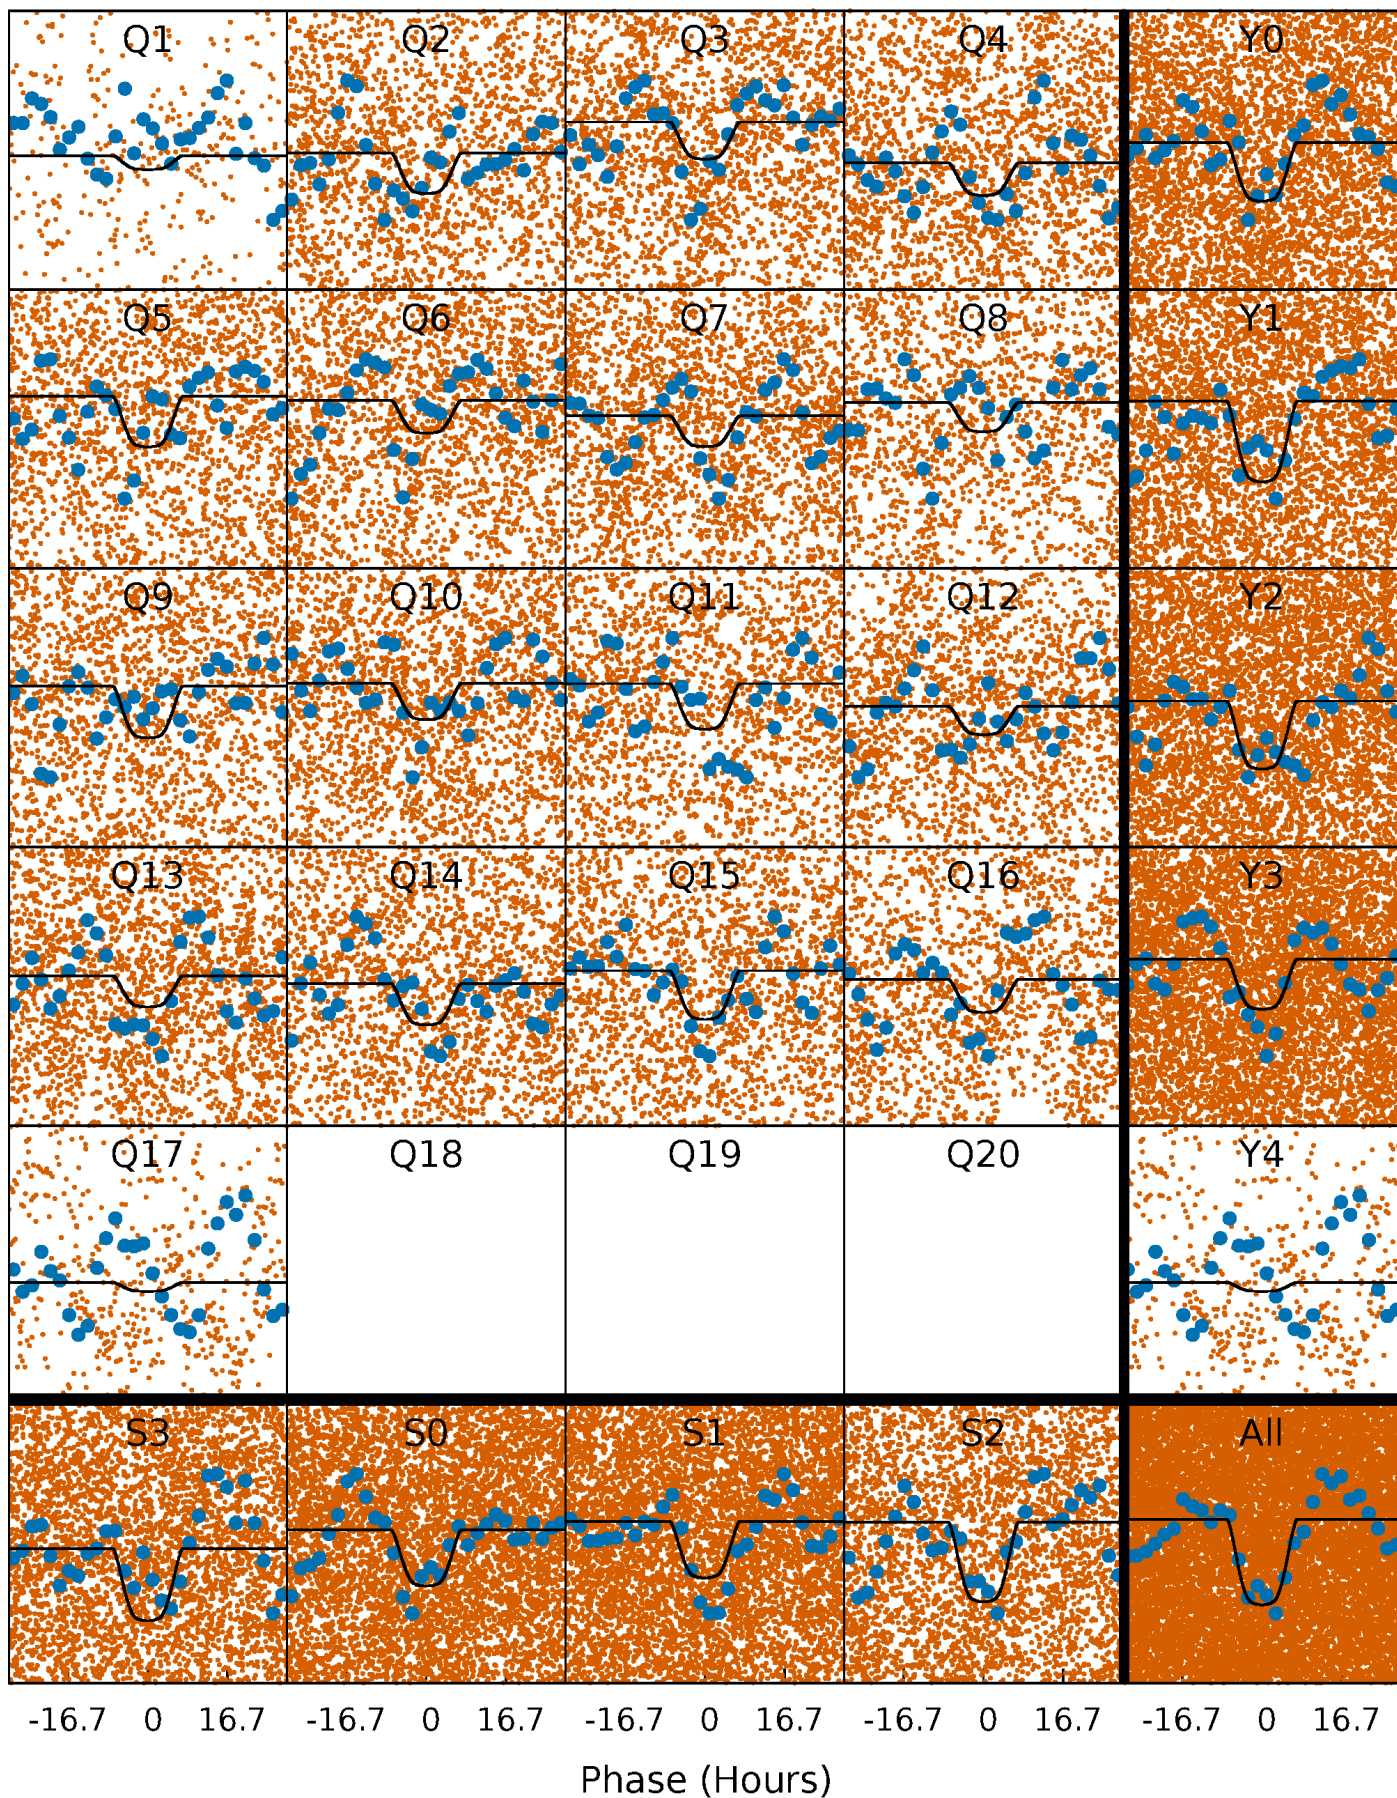 Q1 Q2 Q3 Q4 Y0
Q5 Q6 Q7 Q8 Y1
Q9 Q10 Q11 Q12 Y2
Q13 Q14 Q15 Q16 Y3
Q17 Q18 Q19 Q20 Y4
S3 S0 S1 S2 All
-16.7 0 16.7 -16.7 0 16.7 -16.7 0 16.7 -16.7 0 16.7 -16.7 0 16.7
Phase (Hours)